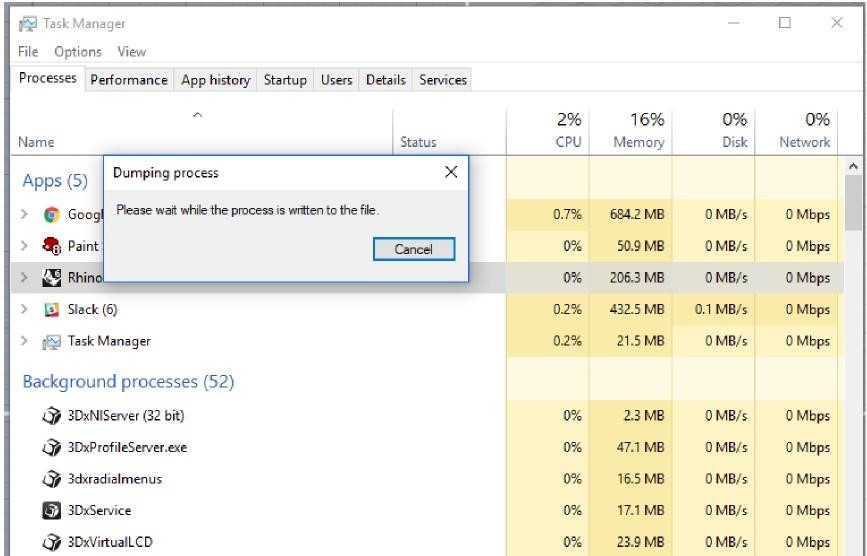 Task Manager
File Options View
Processes Performance App history Startup Users Details Services
2% 16% 0% 0%
Name Status CPU Memory Disk Network
Apps (5)
Dumping process
Please wait while the process is written to the file.
Cancel
Googl 0.7% 684.2 MB 0 MB/s 0 Mbps
Paint 0% 50.9 MB 0 MB/s 0 Mbps
Rhino 0% 206.3 MB 0 MB/s 0 Mbps
Slack (6) 0.2% 432.5 MB 0.1 MB/s 0 Mbps
Task Manager 0.2% 21.5 MB 0 MB/s 0 Mbps
Background processes (52)
3DxNlServer (32 bit) 0% 2.3 MB 0 MB/s 0 Mbps
3DxProfileServer.exe 0% 47.1 MB 0 MB/s 0 Mbps
3dxradialmenus 0% 16.5 MB 0 MB/s 0 Mbps
3DxService 0% 17.1 MB 0 MB/s 0 Mbps
3DxVirtualLCD 0% 23.9 MB 0 MB/s 0 Mbps